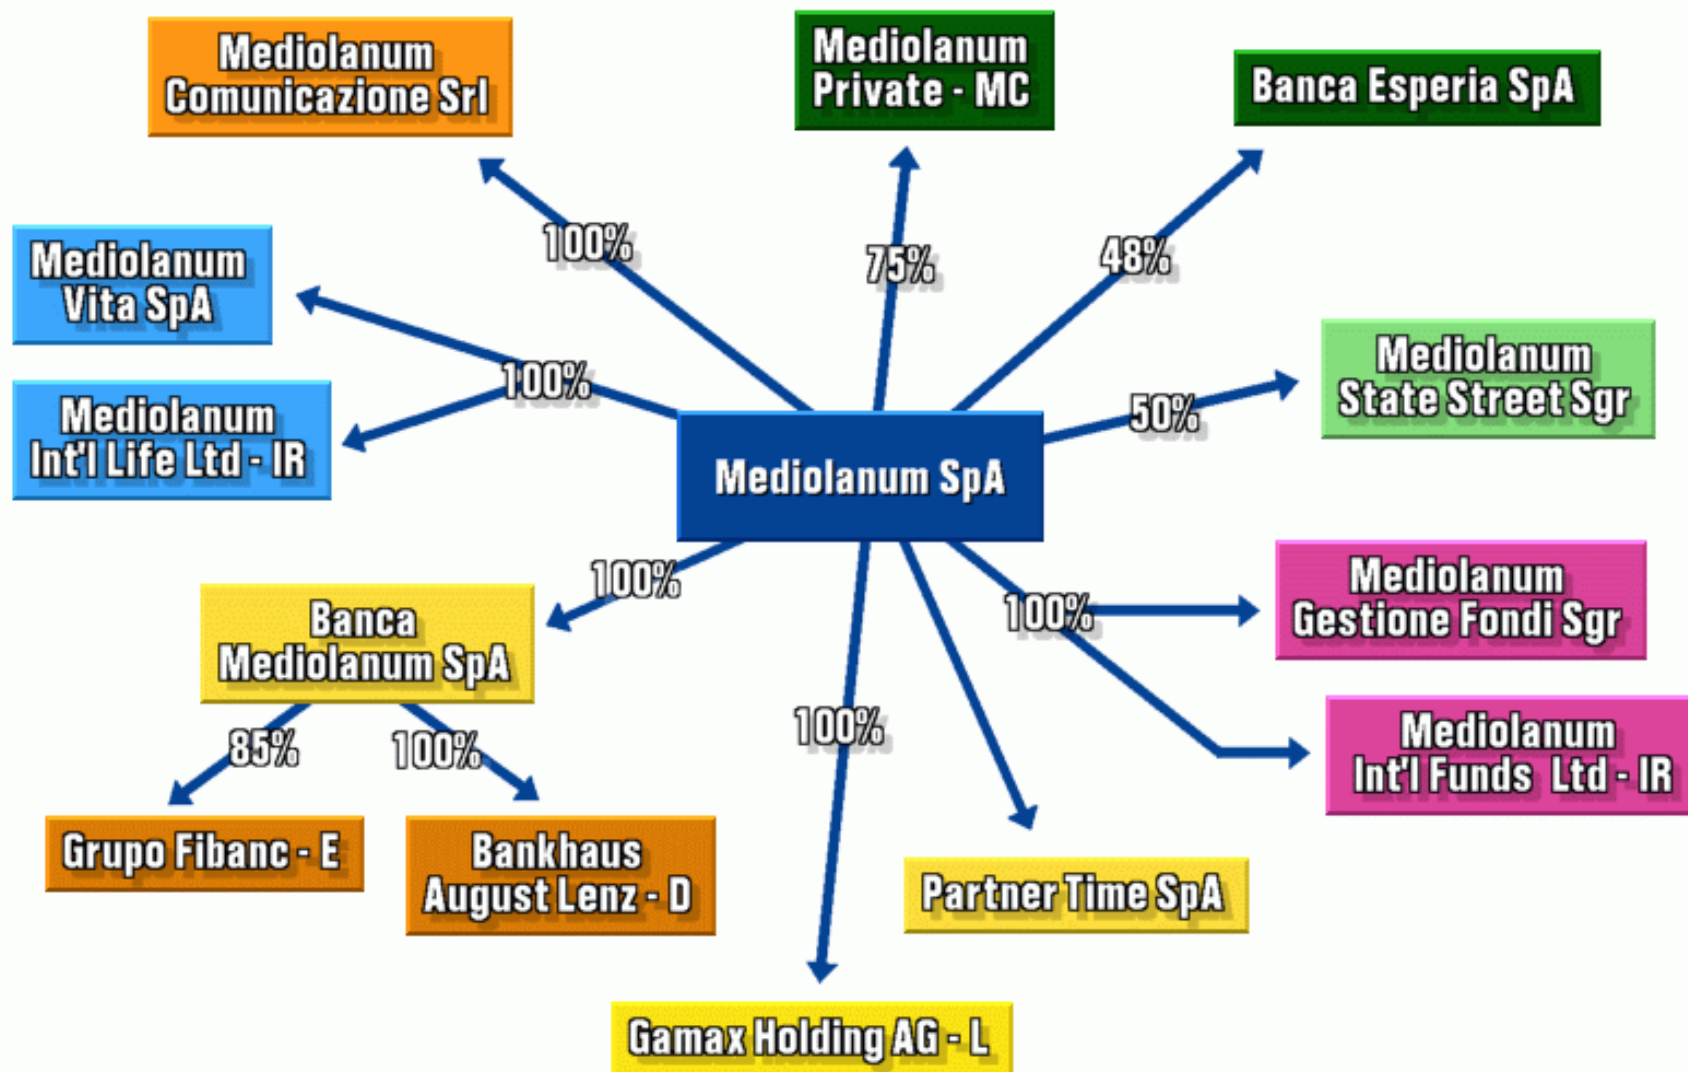 Mediolanum
Comunicazione Srl
Mediolanum
Private - MC
Banca Esperia SpA
100%
75%
48%
Mediolanum
Vita SpA
100%
Mediolanum
Int'l Life Ltd - IR
50%
Mediolanum
State Street Sgr
Mediolanum SpA
100%
Banca
Mediolanum SpA
100%
Mediolanum
Gestione Fondi Sgr
85%
100%
100%
Mediolanum
Int'l Funds Ltd - IR
Grupo Fibanc - E
Bankhaus
August Lenz - D
Partner Time SpA
Gamax Holding AG - L